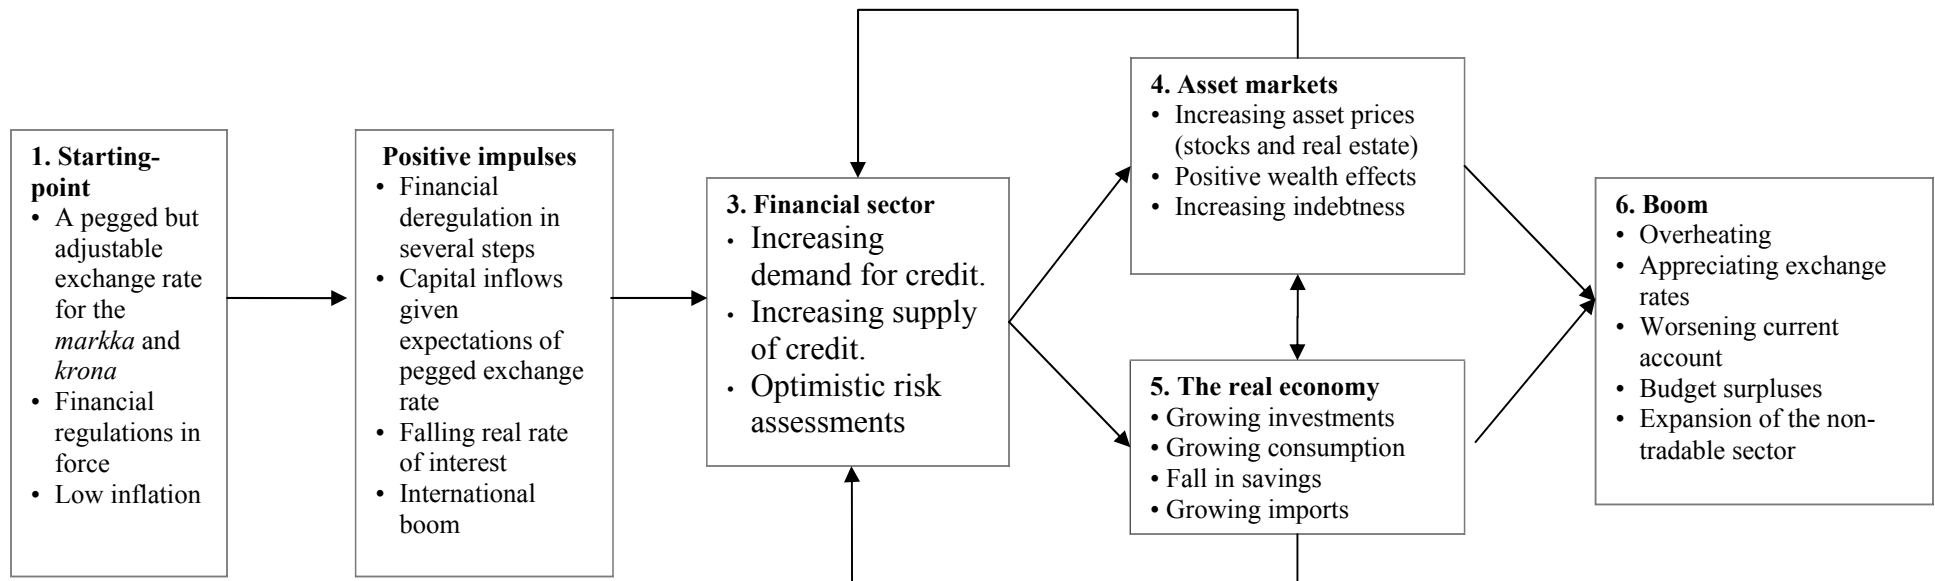 1. Starting-
point
• A pegged but
adjustable
exchange rate
for the
markka and
krona
• Financial
regulations in
force
• Low inflation
Positive impulses
• Financial
deregulation in
several steps
• Capital inflows
given
expectations of
pegged exchange
rate
• Falling real rate
of interest
• International
boom
3. Financial sector
• Increasing
demand for credit.
• Increasing supply
of credit.
• Optimistic risk
assessments
4. Asset markets
• Increasing asset prices
(stocks and real estate)
• Positive wealth effects
• Increasing indebtness
5. The real economy
• Growing investments
• Growing consumption
• Fall in savings
• Growing imports
6. Boom
• Overheating
• Appreciating exchange
rates
• Worsening current
account
• Budget surpluses
• Expansion of the non-
tradable sector